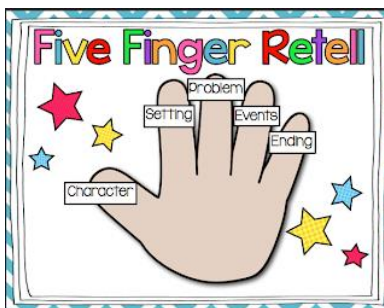 Five Finger Retell
Problem
Setting
Events
Ending
Character